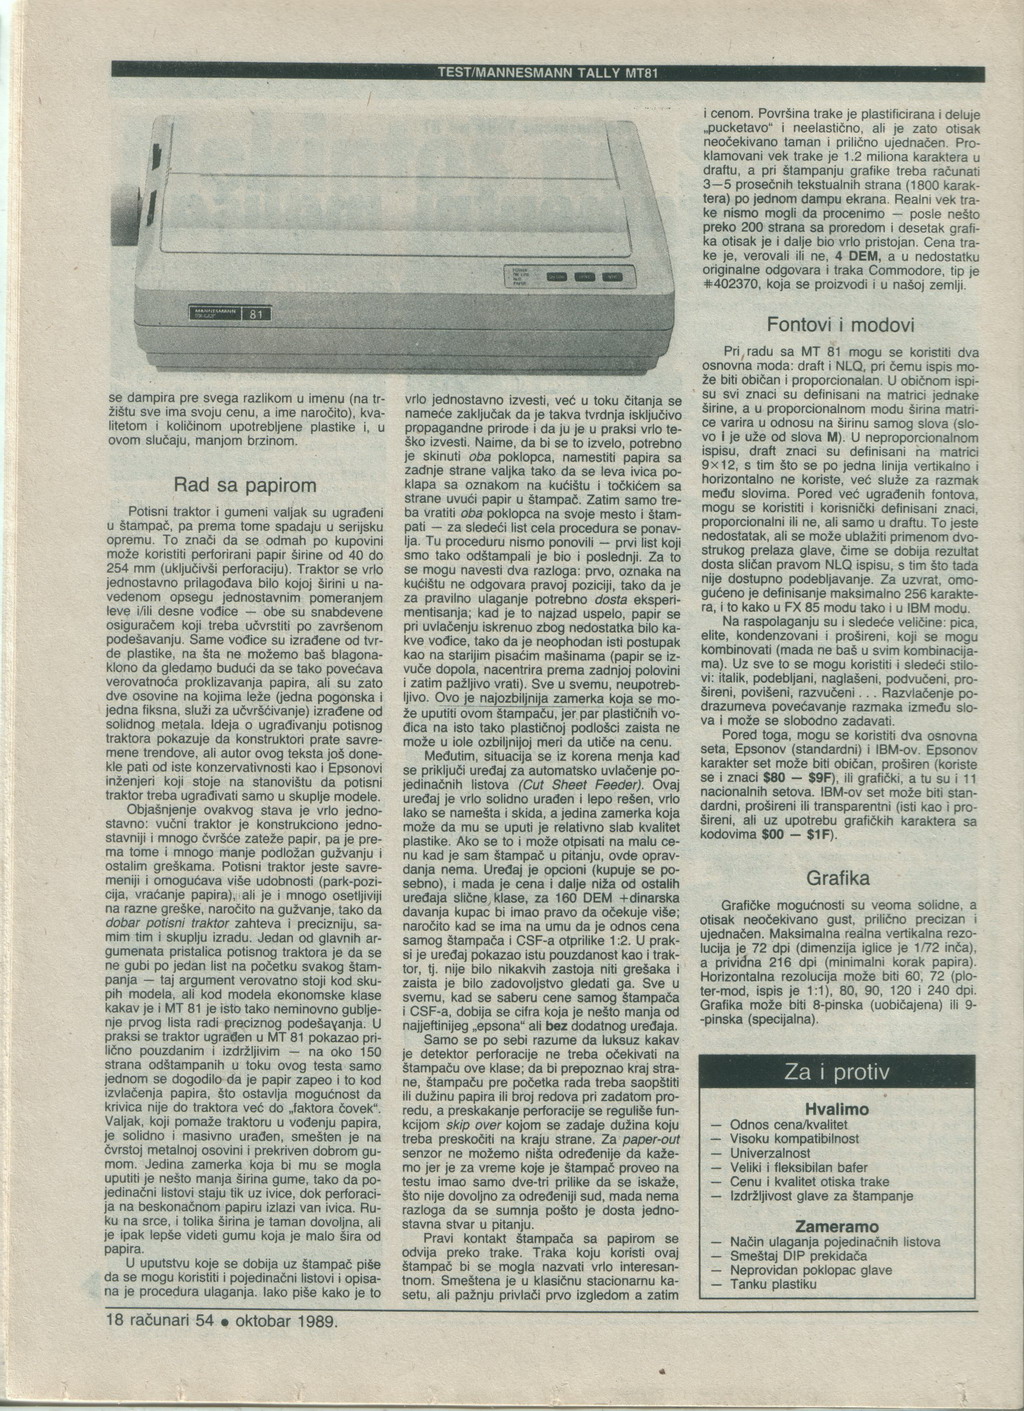 TEST/MANNESMANN TALLY MT81
MANNESMANN
TALLY
81
se dampira pre svega razlikom u imenu (na tr-
žištu sve ima svoju cenu, a ime naročito), kva-
litetom i količinom upotrebljene plastike i, u
ovom slučaju, manjom brzinom.
Rad sa papirom
Potisni traktor i gumeni valjak su ugrađeni
u štampač, pa prema tome spadaju u serijsku
opremu. To znači da se odmah po kupovini
može koristiti perforirani papir širine od 40 do
254 mm (uključivši perforaciju). Traktor se vrlo
jednostavno prilagođava bilo kojoj širini u na-
vedenom opsegu jednostavnim pomeranjem
leve i/ili desne vođice — obe su snabdevene
osiguračem koji treba učvrstiti po završenom
podešavanju. Same vođice su izrađene od tvr-
de plastike, na šta ne možemo baš blagona-
klono da gledamo budući da se tako povećava
verovatnoća proklizavanja papira, ali su zato
dve osovine na kojima leže (jedna pogonska i
jedna fiksna, služi za učvršćivanje) izrađene od
solidnog metala. Ideja o ugrađivanju potisnog
traktora pokazuje da konstruktori prate savre-
mene trendove, ali autor ovog teksta još done-
kle pati od iste konzervativnosti kao i Epsonovi
inženjeri koji stoje na stanovištu da potisni
traktor treba ugrađivati samo u skuplje modele.
Objašnjenje ovakvog stava je vrlo jedno-
stavno: vučni traktor je konstrukciono jedno-
stavniji i mnogo čvršće zateže papir, pa je pre-
ma tome i mnogo manje podložan gužvanju i
ostalim greškama. Potisni traktor jeste savre-
meniji i omogućava više udobnosti (park-pozi-
cija, vraćanje papira), ali je i mnogo osetljiviji
na razne greške, naročito na gužvanje, tako da
dobar potisni traktor zahteva i precizniju, sa-
mim tim i skuplju izradu. Jedan od glavnih ar-
gumenata pristalica potisnog traktora je da se
ne gubi po jedan list na početku svakog štam-
panja — taj argument verovatno stoji kod sku-
pih modela, ali kod modela ekonomske klase
kakav je i MT 81 je isto tako neminovno gublje-
nje prvog lista radi preciznog podešavanja. U
praksi se traktor ugrađen u MT 81 pokazao pri-
lično pouzdanim i izdržljivim — na oko 150
strana odštampanih u toku ovog testa samo
jednom se dogodilo da je papir zapeo i to kod
izvlačenja papira, što ostavlja mogućnost da
krivica nije do traktora već do „faktora čovek“.
Valjak, koji pomaže traktoru u vođenju papira,
je solidno i masivno urađen, smešten je na
čvrstoj metalnoj osovini i prekriven dobrom gu-
mom. Jedina zamerka koja bi mu se mogla
uputiti je nešto manja širina gume, tako da po-
jedinačni listovi staju tik uz ivice, dok perforaci-
ja na beskonačnom papiru izlazi van ivica. Ru-
ku na srce, i tolika širina je taman dovoljna, ali
je ipak lepše videti gumu koja je malo šira od
papira.
U uputstvu koje se dobija uz štampač piše
da se mogu koristiti i pojedinačni listovi i opisa-
na je procedura ulaganja. Iako piše kako je to
vrlo jednostavno izvesti, već u toku čitanja se
nameće zaključak da je takva tvrdnja isključivo
propagandne prirode i da ju je u praksi vrlo te-
ško izvesti. Naime, da bi se to izvelo, potrebno
je skinuti oba poklopca, namestiti papira sa
zadnje strane valjka tako da se leva ivica po-
klapa sa oznakom na kućištu i točkićem sa
strane uvući papir u štampač. Zatim samo tre-
ba vratiti oba poklopca na svoje mesto i štam-
pati — za sledeći list cela procedura se ponav-
lja. Tu proceduru nismo ponovili — prvi list koji
smo tako odštampali je bio i poslednji. Za to
se mogu navesti dva razloga: prvo, oznaka na
kućištu ne odgovara pravoj poziciji, tako da je
za pravilno ulaganje potrebno dosta eksperi-
mentisanja; kad je to najzad uspelo, papir se
pri uvlačenju iskrenuo zbog nedostatka bilo ka-
kve vođice, tako da je neophodan isti postupak
kao na starijim pisaćim mašinama (papir se iz-
vuče dopola, nacentrira prema zadnjoj polovini
i zatim pažljivo vrati). Sve u svemu, neupotreb-
ljivo. Ovo je najozbiljnija zamerka koja se mo-
že uputiti ovom štampaču, jer par plastičnih vo-
đica na isto tako plastičnoj podlošci zaista ne
može u iole ozbiljnijoj meri da utiče na cenu.
Međutim, situacija se iz korena menja kad
se priključi uređaj za automatsko uvlačenje po-
jedinačnih listova (Cut Sheet Feeder). Ovaj
uređaj je vrlo solidno urađen i lepo rešen, vrlo
lako se namešta i skida, a jedina zamerka koja
može da mu se uputi je relativno slab kvalitet
plastike. Ako se to i može otpisati na malu ce-
nu kad je sam štampač u pitanju, ovde oprav-
danja nema. Uređaj je opcioni (kupuje se po-
sebno), i mada je cena i dalje niža od ostalih
uređaja slične klase, za 160 DEM +dinarska
davanja kupac bi imao pravo da očekuje više;
naročito kad se ima na umu da je odnos cena
samog štampača i CSF-a otprilike 1:2. U prak-
si je uređaj pokazao istu pouzdanost kao i trak-
tor, tj. nije bilo nikakvih zastoja niti grešaka i
zaista je bilo zadovoljstvo gledati ga. Sve u
svemu, kad se saberu cene samog štampača
i CSF-a, dobija se cifra koja je nešto manja od
najjeftinijeg „epsona“ ali bez dodatnog uređaja.
Samo se po sebi razume da luksuz kakav
je detektor perforacije ne treba očekivati na
štampaču ove klase; da bi prepoznao kraj stra-
ne, štampaču pre početka rada treba saopštiti
ili dužinu papira ili broj redova pri zadatom pro-
redu, a preskakanje perforacije se reguliše fun-
kcijom skip over kojom se zadaje dužina koju
treba preskočiti na kraju strane. Za paper-out
senzor ne možemo ništa određenije da kaže-
mo jer je za vreme koje je štampač proveo na
testu imao samo dve-tri prilike da se iskaže,
što nije dovoljno za određeniji sud, mada nema
razloga da se sumnja pošto je dosta jedno-
stavna stvar u pitanju.
Pravi kontakt štampača sa papirom se
odvija preko trake. Traka koju koristi ovaj
štampač bi se mogla nazvati vrlo interesan-
tnom. Smeštena je u klasičnu stacionarnu ka-
setu, ali pažnju privlači prvo izgledom a zatim
i cenom. Površina trake je plastificirana i deluje
„pucketavo“ i neelastično, ali je zato otisak
neočekivano taman i prilično ujednačen. Pro-
klamovani vek trake je 1.2 miliona karaktera u
draftu, a pri štampanju grafike treba računati
3—5 prosečnih tekstualnih strana (1800 karak-
tera) po jednom dampu ekrana. Realni vek tra-
ke nismo mogli da procenimo — posle nešto
preko 200 strana sa proredom i desetak grafi-
ka otisak je i dalje bio vrlo pristojan. Cena tra-
ke je, verovali ili ne, 4 DEM, a u nedostatku
originalne odgovara i traka Commodore, tip je
#402370, koja se proizvodi i u našoj zemlji.
Fontovi i modovi
Pri radu sa MT 81 mogu se koristiti dva
osnovna moda: draft i NLQ, pri čemu ispis mo-
že biti običan i proporcionalan. U običnom ispi-
su svi znaci su definisani na matrici jednake
širine, a u proporcionalnom modu širina matri-
ce varira u odnosu na širinu samog slova (slo-
vo i je uže od slova M). U neproporcionalnom
ispisu, draft znaci su definisani na matrici
9×12, s tim što se po jedna linija vertikalno i
horizontalno ne koriste, već služe za razmak
među slovima. Pored već ugrađenih fontova,
mogu se koristiti i korisnički definisani znaci,
proporcionalni ili ne, ali samo u draftu. To jeste
nedostatak, ali se može ublažiti primenom dvo-
strukog prelaza glave, čime se dobija rezultat
dosta sličan pravom NLQ ispisu, s tim što tada
nije dostupno podebljavanje. Za uzvrat, omo-
gućeno je definisanje maksimalno 256 karakte-
ra, i to kako u FX 85 modu tako i u IBM modu.
Na raspolaganju su i sledeće veličine: pica,
elite, kondenzovani i prošireni, koji se mogu
kombinovati (mada ne baš u svim kombinacija-
ma). Uz sve to se mogu koristiti i sledeći stilo-
vi: italik, podebljani, naglašeni, podvučeni, pro-
šireni, povišeni, razvučeni . . . Razvlačenje po-
drazumeva povećavanje razmaka između slo-
va i može se slobodno zadavati.
Pored toga, mogu se koristiti dva osnovna
seta, Epsonov (standardni) i IBM-ov. Epsonov
karakter set može biti običan, proširen (koriste
se i znaci $80 — $9F), ili grafički, a tu su i 11
nacionalnih setova. IBM-ov set može biti stan-
dardni, prošireni ili transparentni (isti kao i pro-
šireni, ali uz upotrebu grafičkih karaktera sa
kodovima $00 — $1F).
Grafika
Grafičke mogućnosti su veoma solidne, a
otisak neočekivano gust, prilično precizan i
ujednačen. Maksimalna realna vertikalna rezo-
lucija je 72 dpi (dimenzija iglice je 1/72 inča),
a prividna 216 dpi (minimalni korak papira).
Horizontalna rezolucija može biti 60, 72 (plo-
ter-mod, ispis je 1:1), 80, 90, 120 i 240 dpi.
Grafika može biti 8-pinska (uobičajena) ili 9-
-pinska (specijalna).
Za i protiv
Hvalimo
— Odnos cena/kvalitet
— Visoku kompatibilnost
— Univerzalnost
— Veliki i fleksibilan bafer
— Cenu i kvalitet otiska trake
— Izdržljivost glave za štampanje
Zameramo
— Način ulaganja pojedinačnih listova
— Smeštaj DIP prekidača
— Neprovidan poklopac glave
— Tanku plastiku
18 računari 54 • oktobar 1989.